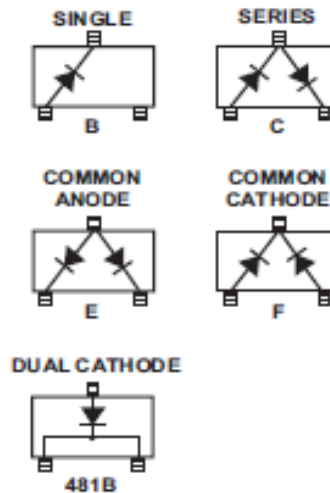 SINGLE
SERIES
B
C
COMMON
ANODE
COMMON
CATHODE
E
F
DUAL CATHODE
481B